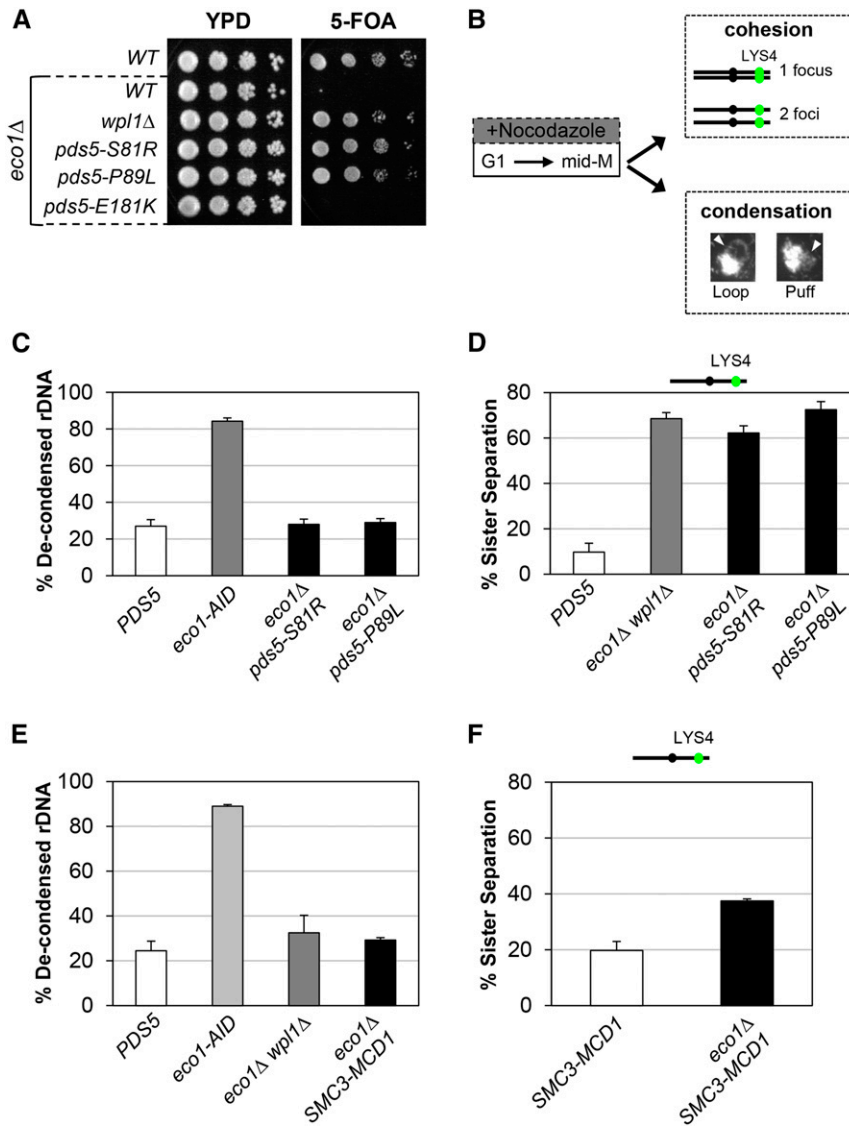 A
YPD
5-FOA
WT
eco1Δ
WT
wpl1Δ
pds5-S81R
pds5-P89L
pds5-E181K
B
+Nocodazole
G1
mid-M
cohesion
LYS4
1 focus
2 foci
condensation
Loop
Puff
C
% De-condensed rDNA
100
80
60
40
20
0
PDS5
eco1-AID
eco1Δ
pds5-S81R
eco1Δ
pds5-P89L
D
LYS4
% Sister Separation
80
60
40
20
0
PDS5
eco1Δ wpl1Δ
eco1Δ
pds5-S81R
eco1Δ
pds5-P89L
E
% De-condensed rDNA
100
80
60
40
20
0
PDS5
eco1-AID
eco1Δ wpl1Δ
eco1Δ
SMC3-MCD1
F
LYS4
% Sister Separation
80
60
40
20
0
SMC3-MCD1
eco1Δ
SMC3-MCD1